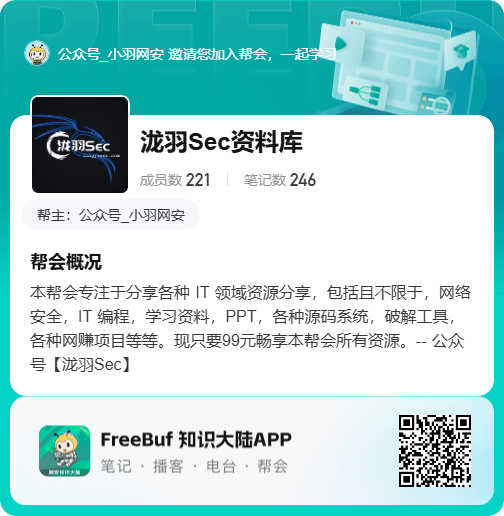 公众号_小羽网安 邀请您加入帮会，一起学习
泷羽Sec
泷羽Sec资料库
成员数 221 笔记数 246
帮主：公众号_小羽网安
帮会概况
本帮会专注于分享各种 IT 领域资源分享，包括且不限于，网络
安全，IT 编程，学习资料，PPT，各种源码系统，破解工具，
各种网赚项目等等。现只要99元畅享本帮会所有资源。-- 公众
号【泷羽Sec】
FreeBuf 知识大陆APP
笔记 · 播客 · 电台 · 帮会